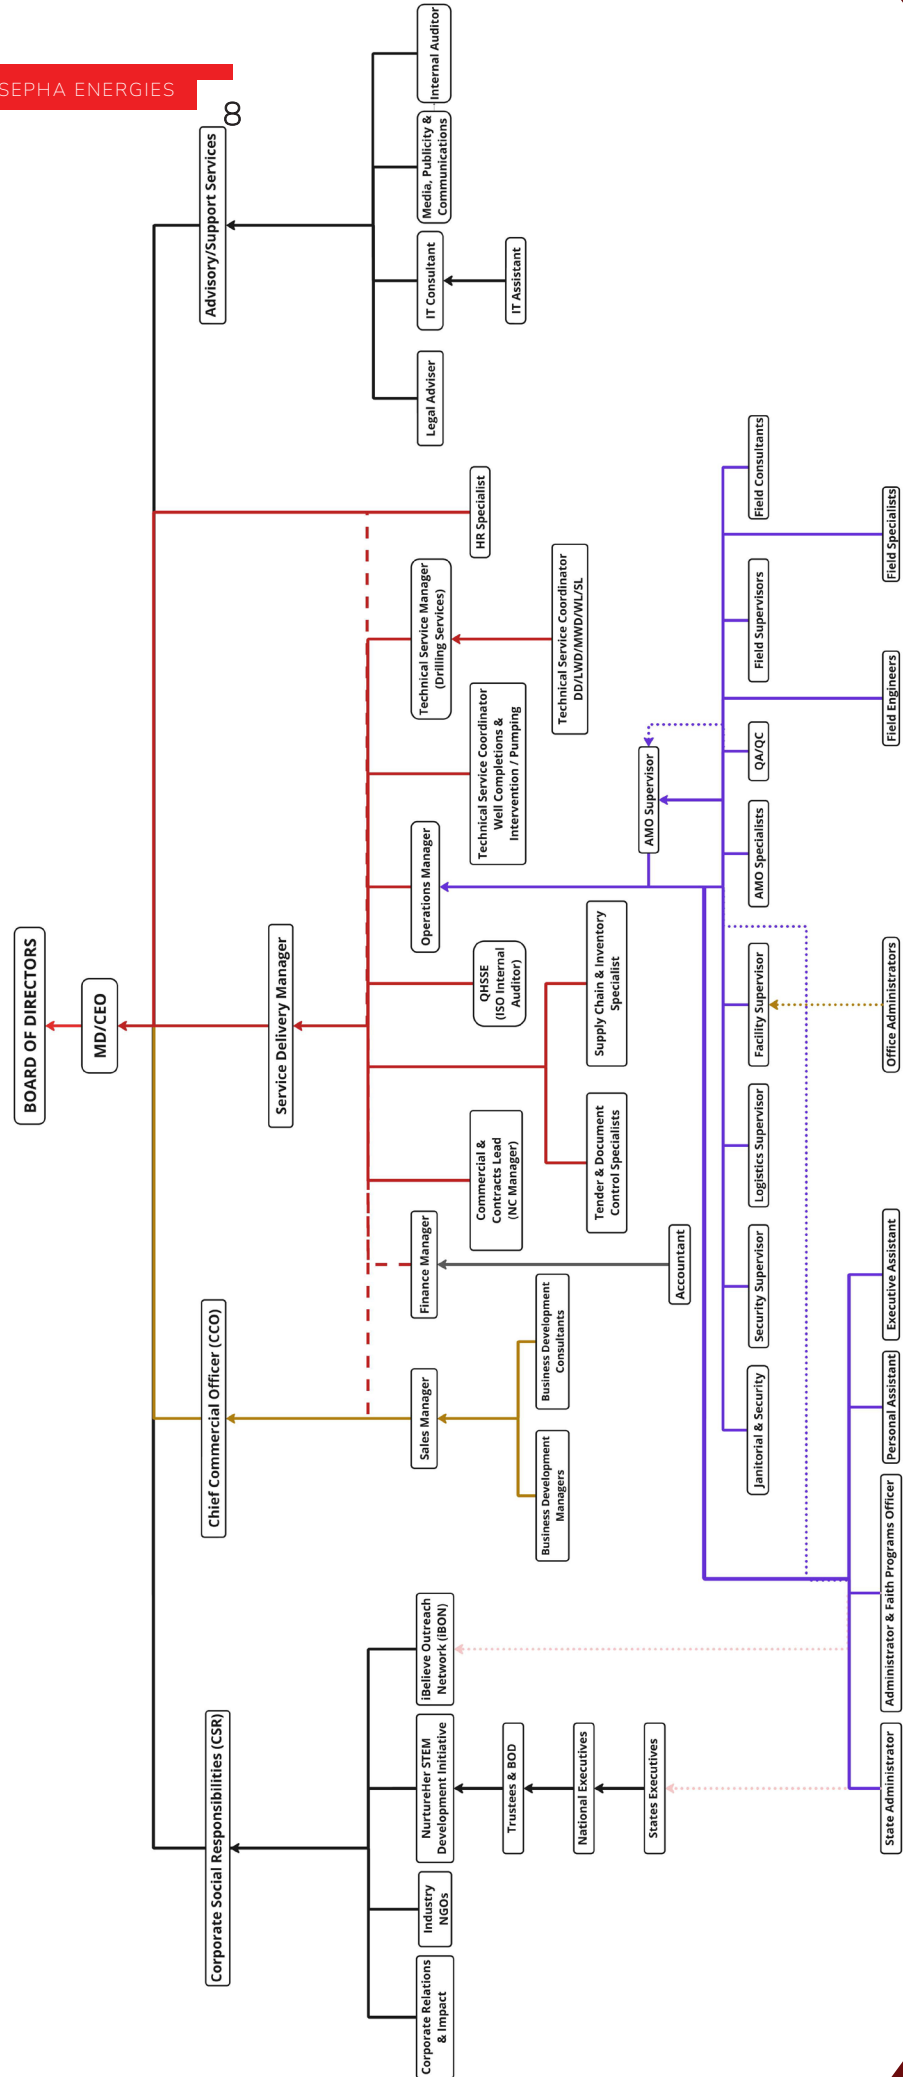 SEPHA ENERGIES
8
BOARD OF DIRECTORS
MD/CEO
Corporate Social Responsibilities (CSR)
Chief Commercial Officer (CCO)
Service Delivery Manager
Advisory/Support Services
Corporate Relations
& Impact
Industry
NGOs
NurtureHer STEM
Development Initiative
iBelieve Outreach
Network (iBON)
Trustees & BOD
National Executives
States Executives
Sales Manager
Business Development
Managers
Business Development
Consultants
Finance Manager
Accountant
Commercial &
Contracts Lead
(NC Manager)
Tender & Document
Control Specialists
Supply Chain & Inventory
Specialist
QHSSE
(ISO Internal
Auditor)
Operations Manager
Technical Service Coordinator
Well Completions &
Intervention / Pumping
Technical Service Manager
(Drilling Services)
Technical Service Coordinator
DD/LWD/MWD/WL/SL
HR Specialist
Legal Adviser
IT Consultant
Media, Publicity &
Communications
Internal Auditor
IT Assistant
AMO Supervisor
Janitorial & Security
Security Supervisor
Logistics Supervisor
Facility Supervisor
AMO Specialists
QA/QC
Field Supervisors
Field Consultants
State Administrator
Administrator & Faith Programs Officer
Personal Assistant
Executive Assistant
Office Administrators
Field Engineers
Field Specialists